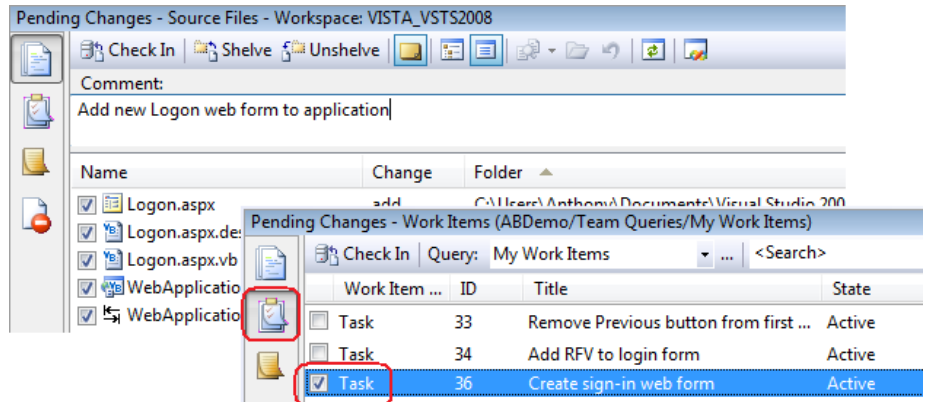 Pending Changes - Source Files - Workspace: VISTA_VSTS2008
Check In Shelve Unshelve
Comment:
Add new Logon web form to application
Name Change Folder
Logon.aspx add C:\Users\Anthony\Documents\Visual Studio 200
Logon.aspx.de
Logon.aspx.vb
WebApplicatio
WebApplicatio
Pending Changes - Work Items (ABDemo/Team Queries/My Work Items)
Check In Query: My Work Items ... <Search>
Work Item ... ID Title State
Task 33 Remove Previous button from first ... Active
Task 34 Add RFV to login form Active
Task 36 Create sign-in web form Active